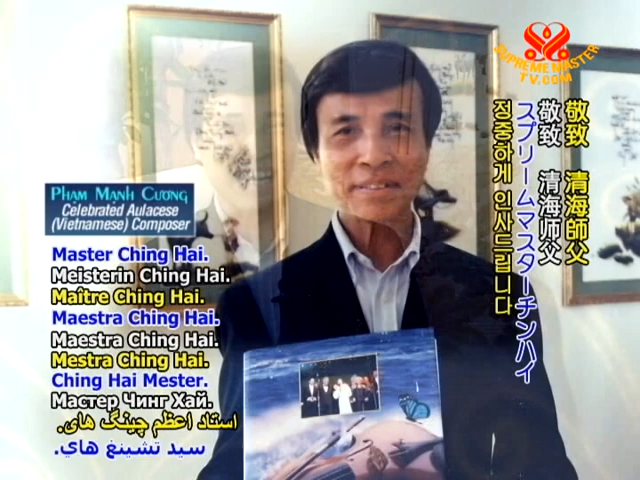 SUPREME MASTER
TV.COM
PHẠM MẠNH CƯƠNG
Celebrated Aulacese
(Vietnamese) Composer
Master Ching Hai.
Meisterin Ching Hai.
Maître Ching Hai.
Maestra Ching Hai.
Maestra Ching Hai.
Mestra Ching Hai.
Ching Hai Mester.
Мастер Чинг Хай.
استاد اعظم چینگ های.
سيد تشينغ هاي.
敬致 清海師父
敬致 清海师父
スプリームマスターチンハイ
정중하게 인사드립니다